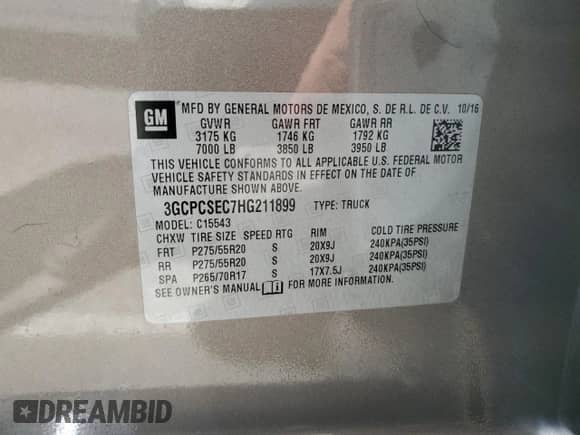 GM MFD BY GENERAL MOTORS DE MEXICO, S. DE R.L. DE C.V. 10/16
GVWR GAWR FRT GAWR RR
3175 KG 1746 KG 1792 KG
7000 LB 3850 LB 3950 LB
THIS VEHICLE CONFORMS TO ALL APPLICABLE U.S. FEDERAL MOTOR
VEHICLE SAFETY STANDARDS IN EFFECT ON THE DATE OF
MANUFACTURE SHOWN ABOVE.
3GCPCSEC7HG211899 TYPE: TRUCK
MODEL: C15543
CHXW TIRE SIZE SPEED RTG RIM COLD TIRE PRESSURE
FRT P275/55R20 S 20X9J 240KPA(35PSI)
RR P275/55R20 S 20X9J 240KPA(35PSI)
SPA P265/70R17 S 17X7.5J 240KPA(35PSI)
SEE OWNER'S MANUAL FOR MORE INFORMATION.
DREAMBID